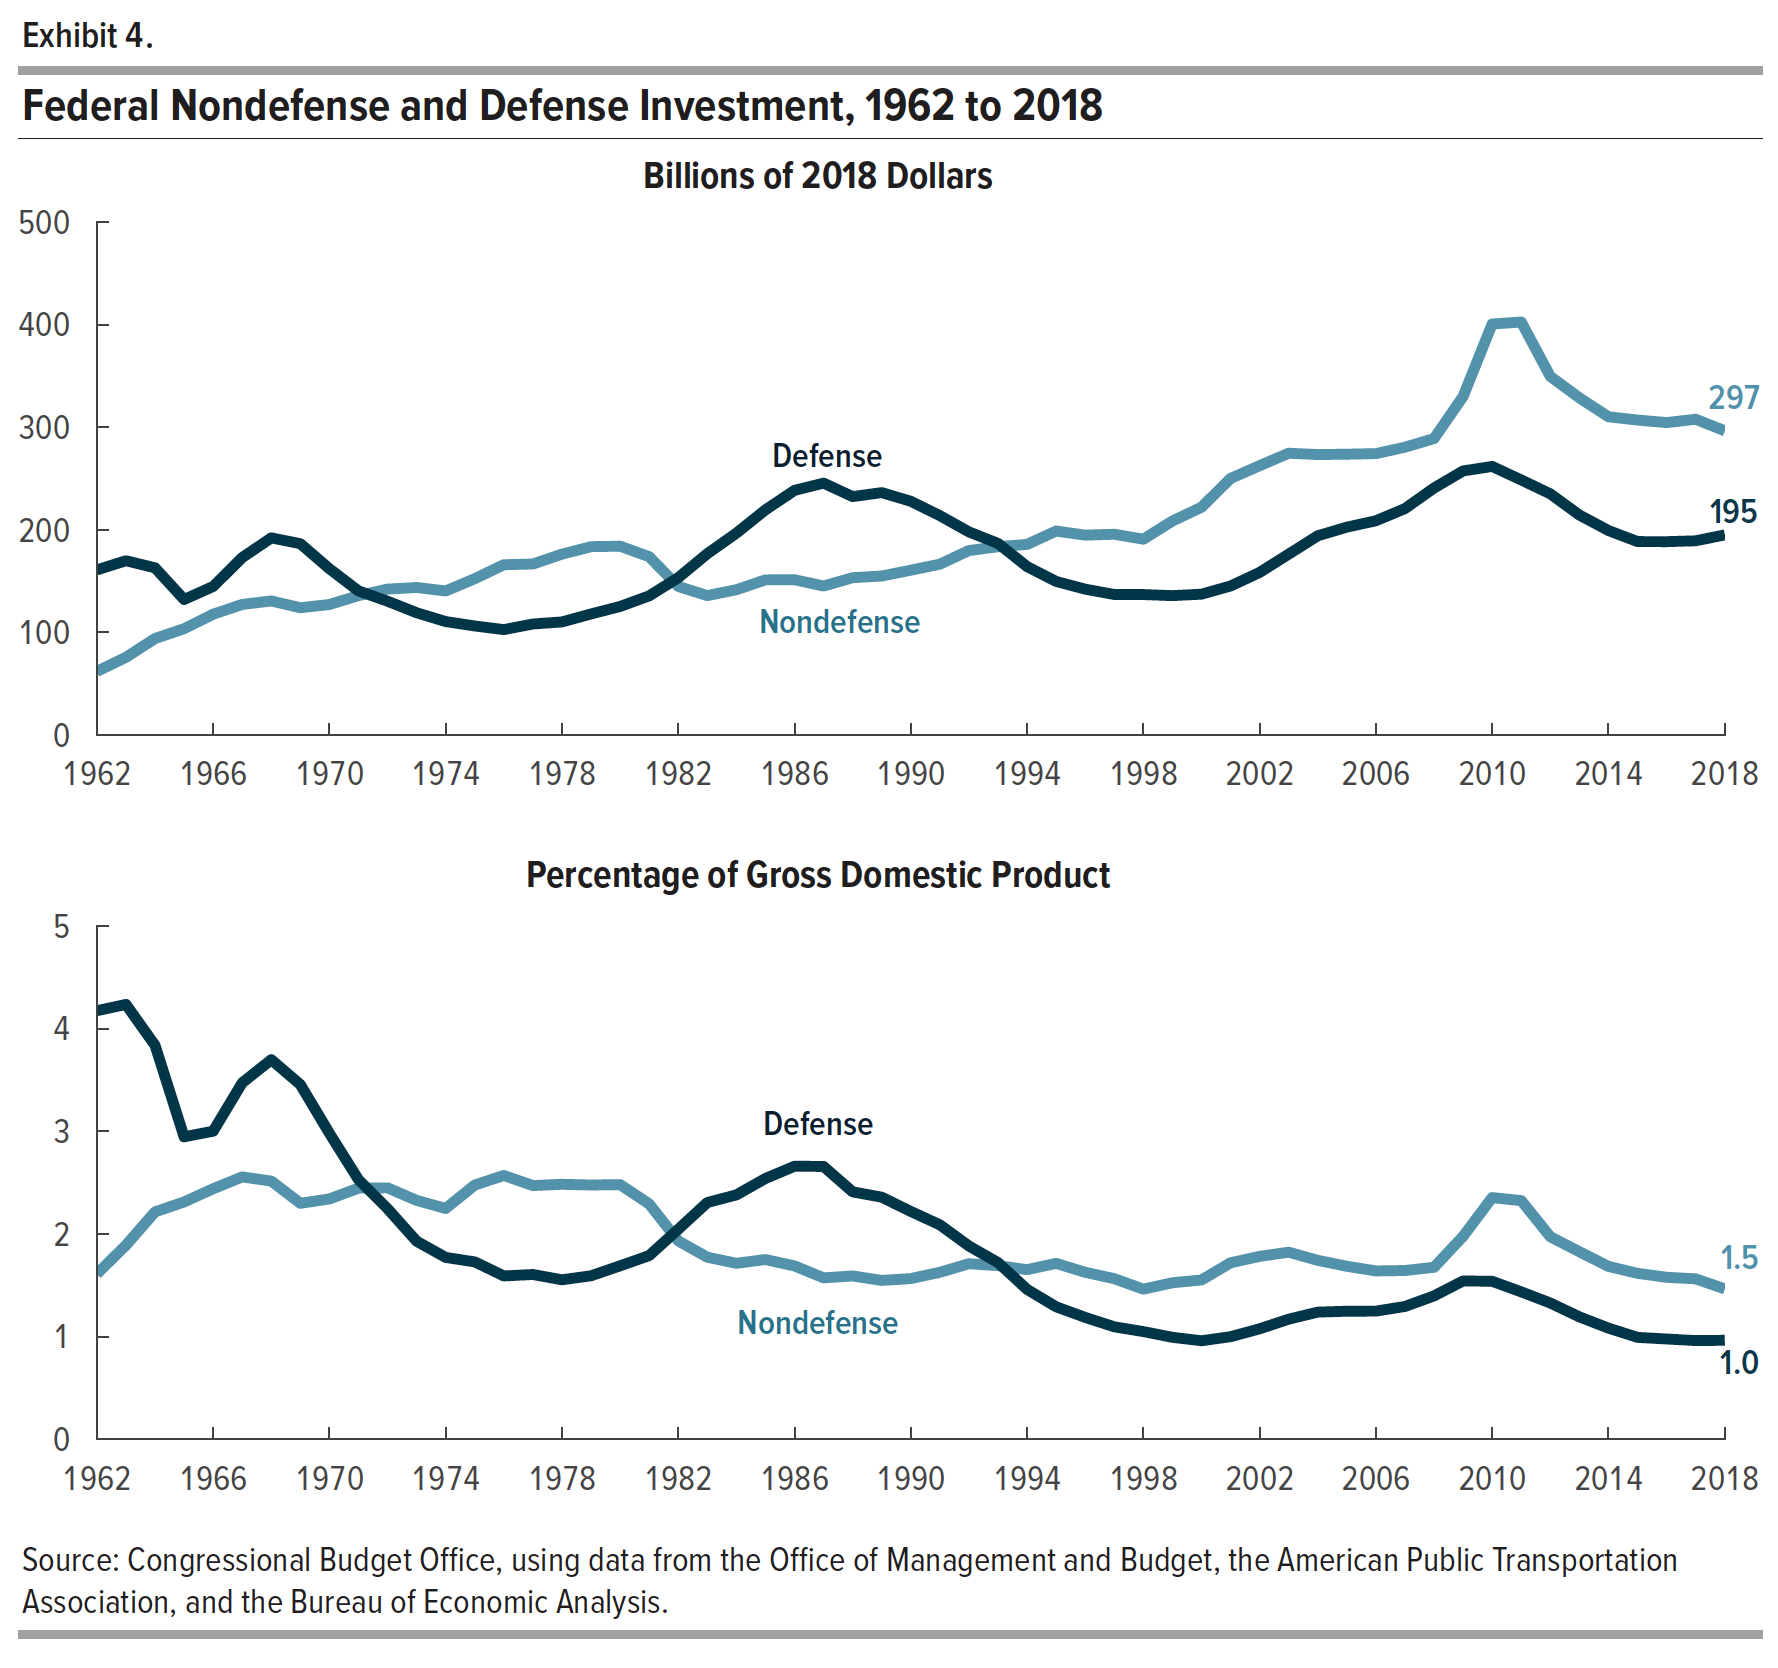 Exhibit 4.
Federal Nondefense and Defense Investment, 1962 to 2018
Billions of 2018 Dollars
500
400
300
200
100
0
Defense
Nondefense
297
195
1962 1966 1970 1974 1978 1982 1986 1990 1994 1998 2002 2006 2010 2014 2018
Percentage of Gross Domestic Product
5
4
3
2
1
0
Defense
Nondefense
1.5
1.0
1962 1966 1970 1974 1978 1982 1986 1990 1994 1998 2002 2006 2010 2014 2018
Source: Congressional Budget Office, using data from the Office of Management and Budget, the American Public Transportation
Association, and the Bureau of Economic Analysis.